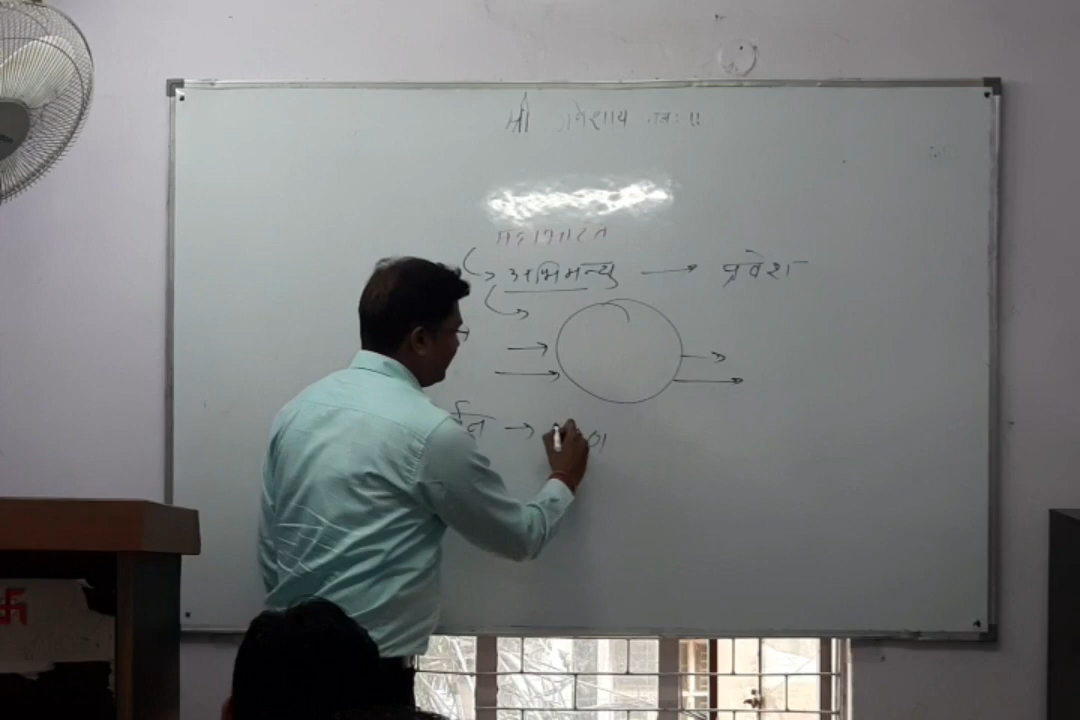 श्री गणेशाय नमः ॥
महाभारत
अभिमन्यु → प्रवेश